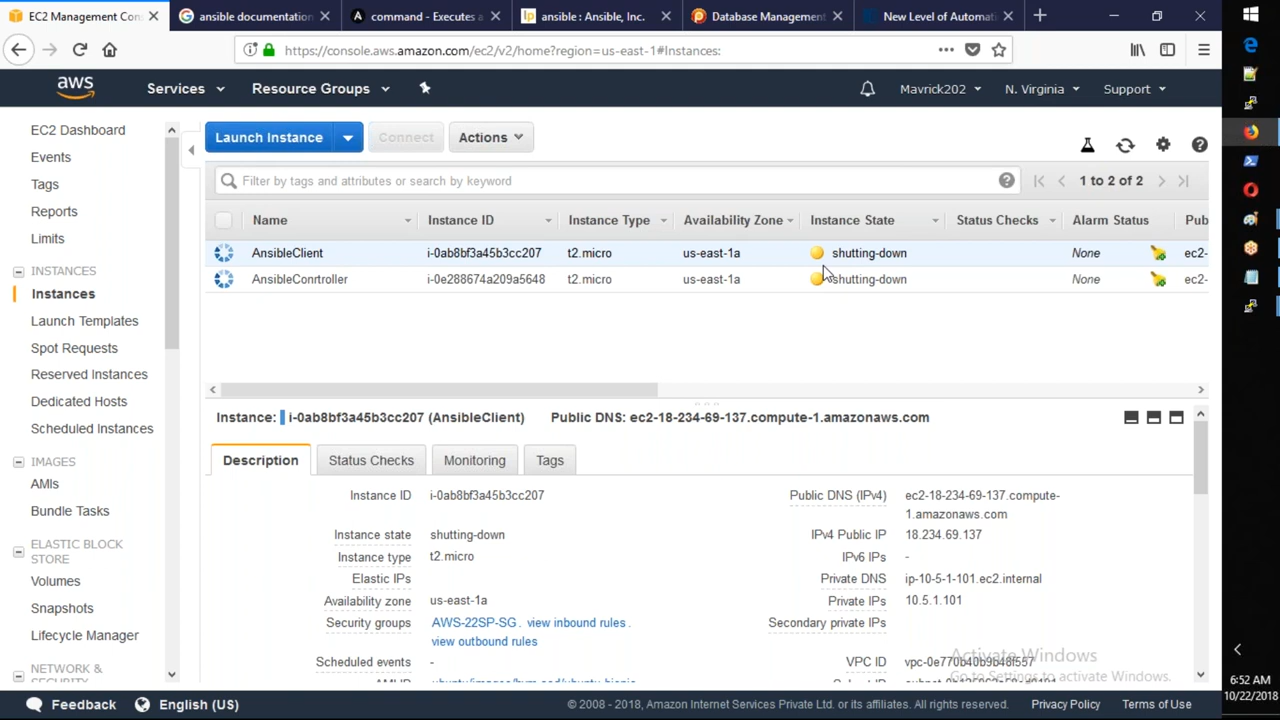 EC2 Management Con:
ansible documentation
command - Executes a
ansible : Ansible, Inc.
Database Management
New Level of Automati
https://console.aws.amazon.com/ec2/v2/home?region=us-east-1#Instances:
aws
Services
Resource Groups
Mavrick202
N. Virginia
Support
EC2 Dashboard
Events
Tags
Reports
Limits
INSTANCES
Instances
Launch Templates
Spot Requests
Reserved Instances
Dedicated Hosts
Scheduled Instances
IMAGES
AMIs
Bundle Tasks
ELASTIC BLOCK
STORE
Volumes
Snapshots
Lifecycle Manager
NETWORK &
SECURITY
Launch Instance
Connect
Actions
Filter by tags and attributes or search by keyword
1 to 2 of 2
Name Instance ID Instance Type Availability Zone Instance State Status Checks Alarm Status Pub
AnsibleClient i-0ab8bf3a45b3cc207 t2.micro us-east-1a shutting-down None ec2-
AnsibleConrtroller i-0e288674a209a5648 t2.micro us-east-1a shutting-down None ec2-
Instance: i-0ab8bf3a45b3cc207 (AnsibleClient) Public DNS: ec2-18-234-69-137.compute-1.amazonaws.com
Description Status Checks Monitoring Tags
Instance ID i-0ab8bf3a45b3cc207
Instance state shutting-down
Instance type t2.micro
Elastic IPs
Availability zone us-east-1a
Security groups AWS-22SP-SG. view inbound rules.
view outbound rules
Scheduled events -
Public DNS (IPv4) ec2-18-234-69-137.compute-
1.amazonaws.com
IPv4 Public IP 18.234.69.137
IPv6 IPs -
Private DNS ip-10-5-1-101.ec2.internal
Private IPs 10.5.1.101
Secondary private IPs
VPC ID vpc-0e770b40b9b48f557
Activate Windows
Go to Settings to activate Windows.
Feedback
English (US)
© 2008 - 2018, Amazon Internet Services Private Ltd. or its affiliates. All rights reserved.
Privacy Policy
Terms of Use
6:52 AM
10/22/2018